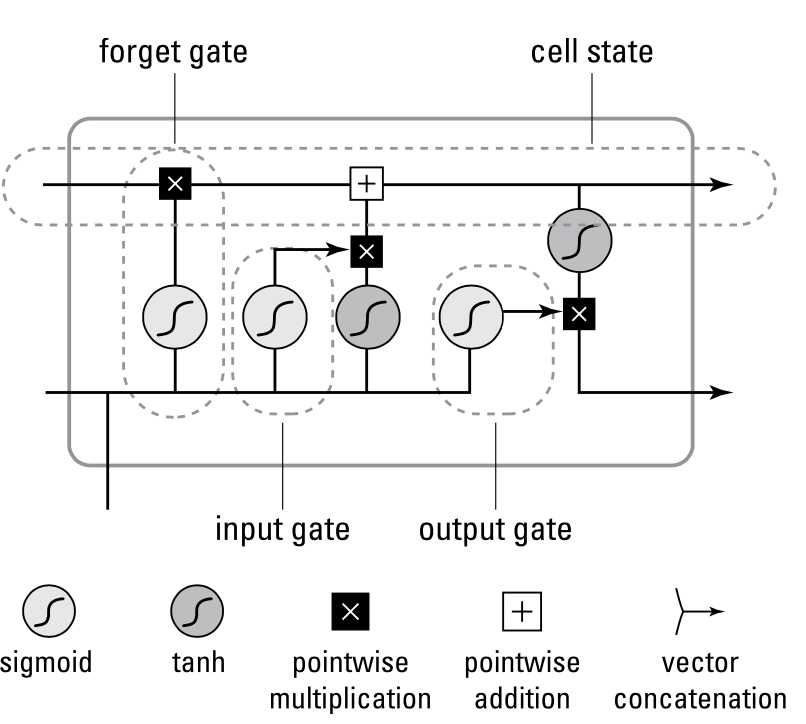 forget gate
cell state
input gate
output gate
sigmoid
tanh
pointwise
multiplication
pointwise
addition
vector
concatenation